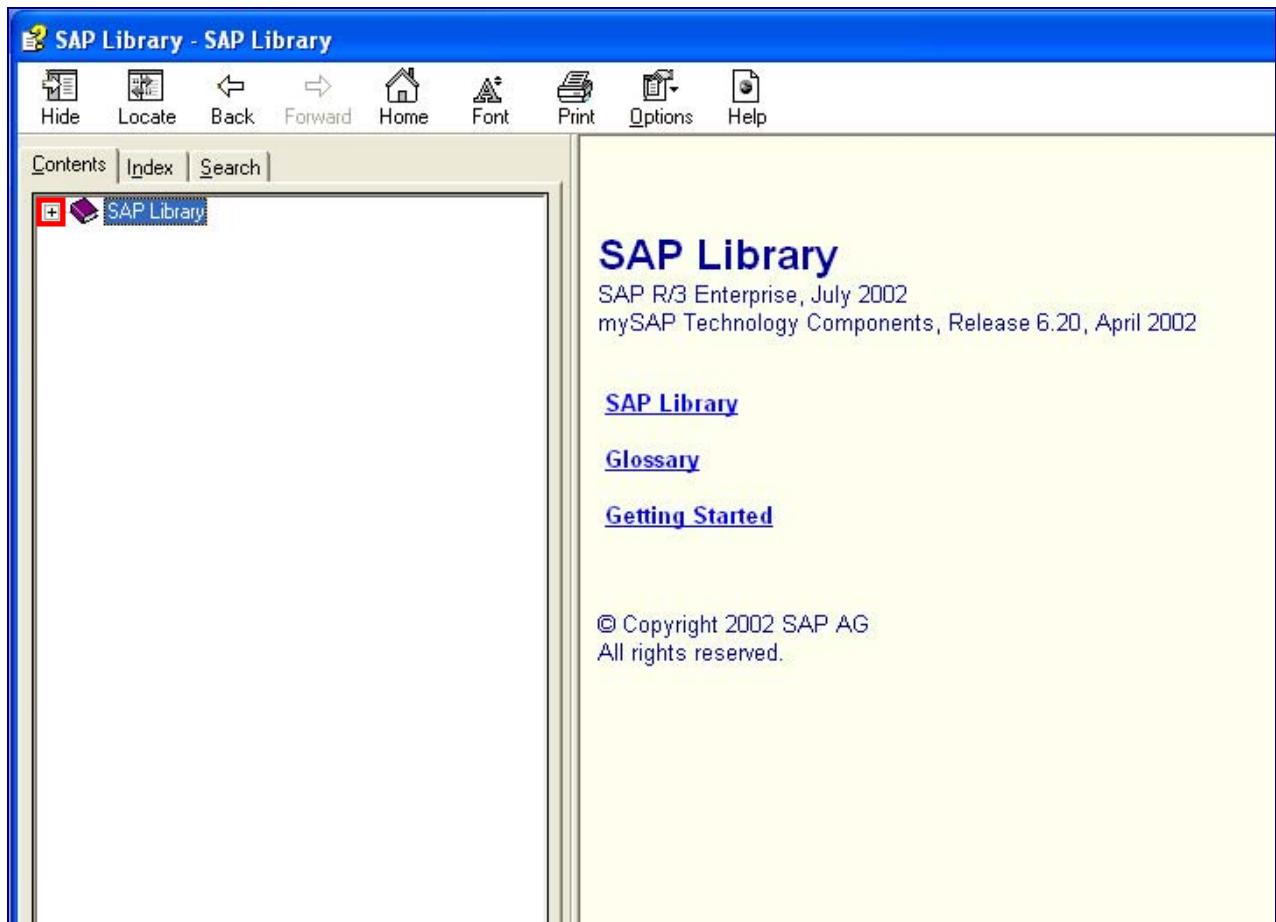 SAP Library - SAP Library
Hide Locate Back Forward Home Font Print Options Help
Contents Index Search
SAP Library
SAP Library
SAP R/3 Enterprise, July 2002
mySAP Technology Components, Release 6.20, April 2002
SAP Library
Glossary
Getting Started
© Copyright 2002 SAP AG
All rights reserved.